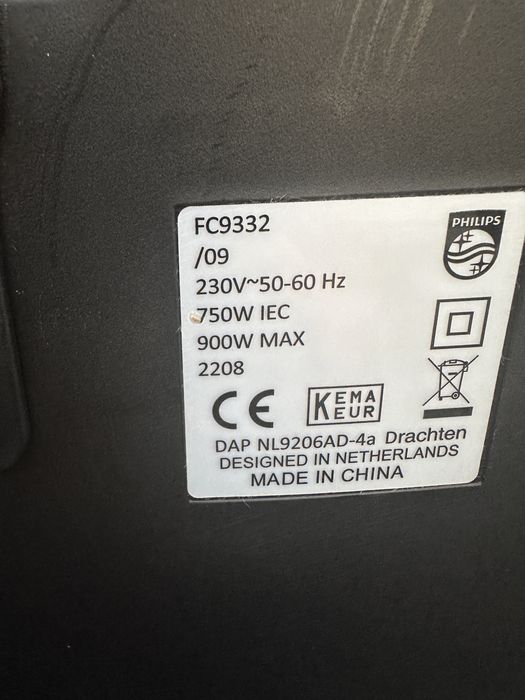 FC9332
/09
230V~50-60 Hz
750W IEC
900W MAX
2208
PHILIPS
CE
KEMA
KEUR
DAP NL9206AD-4a Drachten
DESIGNED IN NETHERLANDS
MADE IN CHINA